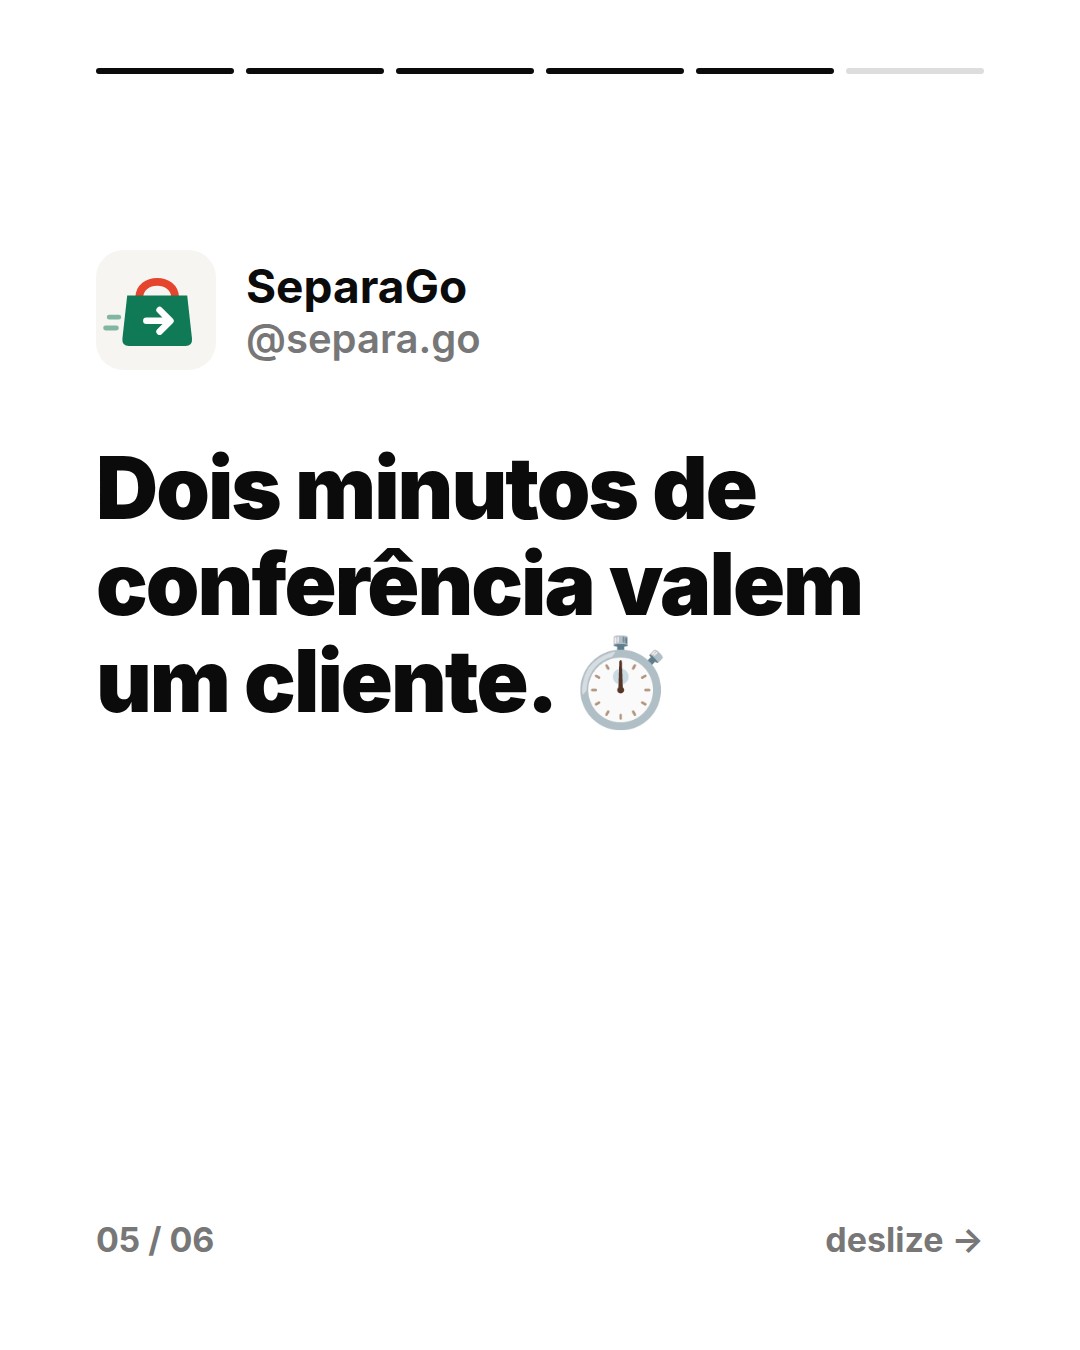 SeparaGo
@separa.go
Dois minutos de
conferência valem
um cliente. ⏱️
05 / 06
deslize →